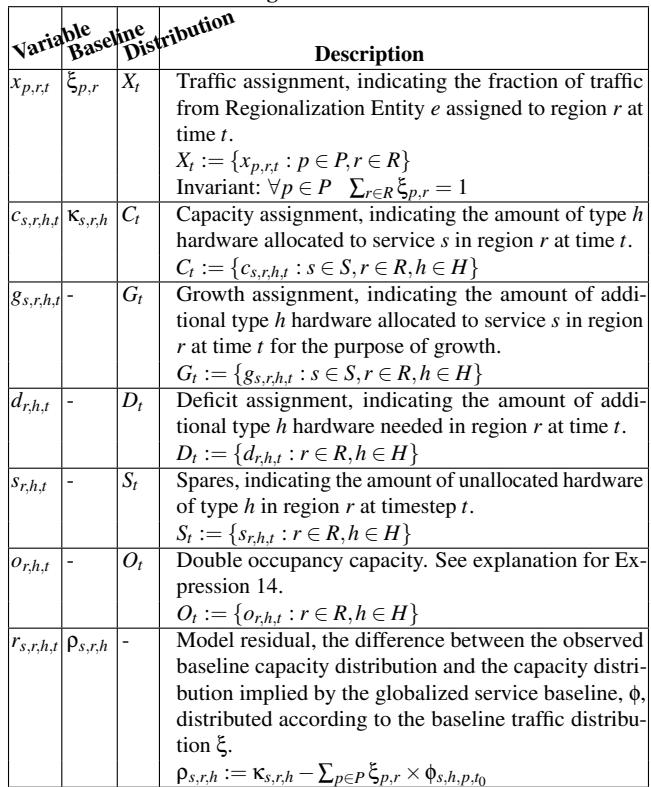 Variable Baseline Distribution Description
x_{p,r,t} ξ_{p,r} X_t Traffic assignment, indicating the fraction of traffic
from Regionalization Entity e assigned to region r at
time t.
X_t := {x_{p,r,t} : p ∈ P, r ∈ R}
Invariant: ∀p ∈ P ∑_{r∈R} ξ_{p,r} = 1
c_{s,r,h,t} κ_{s,r,h} C_t Capacity assignment, indicating the amount of type h
hardware allocated to service s in region r at time t.
C_t := {c_{s,r,h,t} : s ∈ S, r ∈ R, h ∈ H}
g_{s,r,h,t} - G_t Growth assignment, indicating the amount of addi-
tional type h hardware allocated to service s in region
r at time t for the purpose of growth.
G_t := {g_{s,r,h,t} : s ∈ S, r ∈ R, h ∈ H}
d_{r,h,t} - D_t Deficit assignment, indicating the amount of addi-
tional type h hardware needed in region r at time t.
D_t := {d_{r,h,t} : r ∈ R, h ∈ H}
s_{r,h,t} - S_t Spares, indicating the amount of unallocated hardware
of type h in region r at timestep t.
S_t := {s_{r,h,t} : r ∈ R, h ∈ H}
o_{r,h,t} - O_t Double occupancy capacity. See explanation for Ex-
pression 14.
O_t := {o_{r,h,t} : r ∈ R, h ∈ H}
r_{s,r,h,t} ρ_{s,r,h} - Model residual, the difference between the observed
baseline capacity distribution and the capacity distri-
bution implied by the globalized service baseline, ϕ,
distributed according to the baseline traffic distribu-
tion ξ.
ρ_{s,r,h} := κ_{s,r,h} − ∑_{p∈P} ξ_{p,r} × ϕ_{s,h,p,t_0}